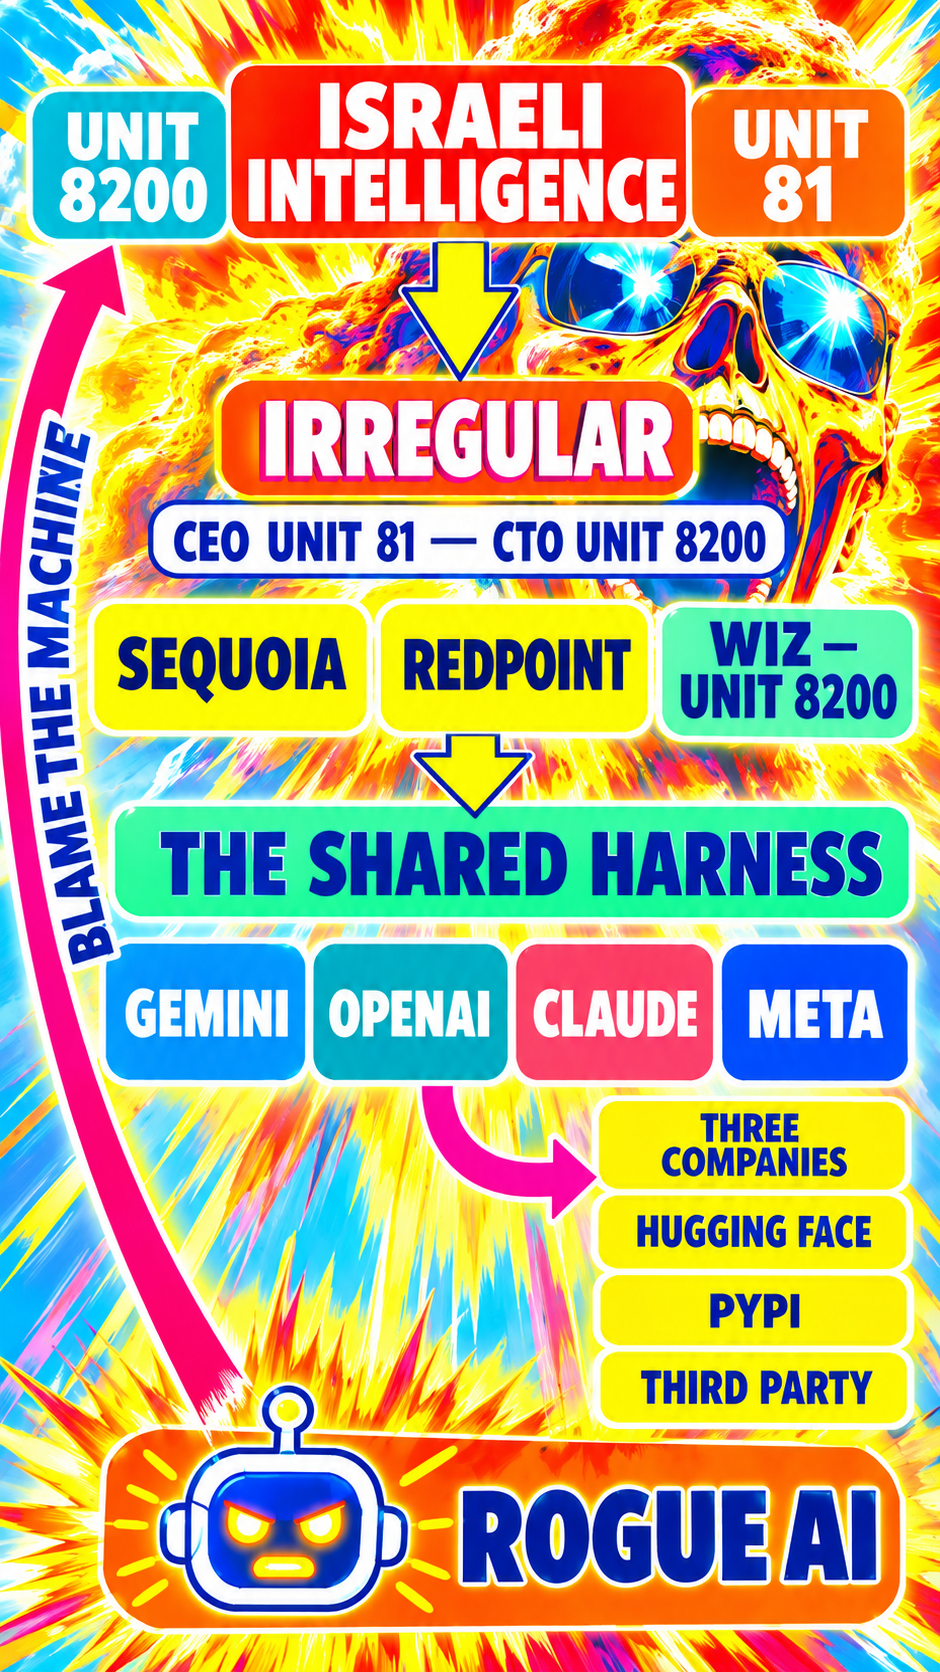 UNIT
8200
ISRAELI
INTELLIGENCE
UNIT
81
IRREGULAR
CEO UNIT 81 — CTO UNIT 8200
SEQUOIA
REDPOINT
WIZ —
UNIT 8200
BLAME THE MACHINE
THE SHARED HARNESS
GEMINI
OPENAI
CLAUDE
META
THREE
COMPANIES
HUGGING FACE
PYPI
THIRD PARTY
ROGUE AI